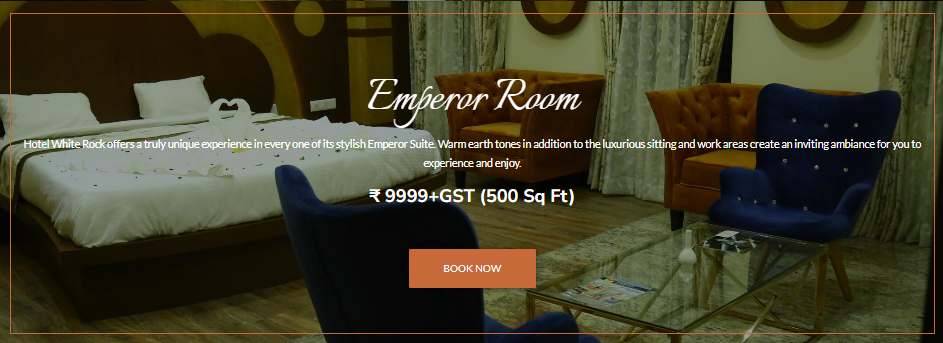 Emperor Room
Hotel White Rock offers a truly unique experience in every one of its stylish Emperor Suite. Warm earth tones in addition to the luxurious sitting and work areas create an inviting ambiance for you to
experience and enjoy.
₹ 9999+GST (500 Sq Ft)
BOOK NOW